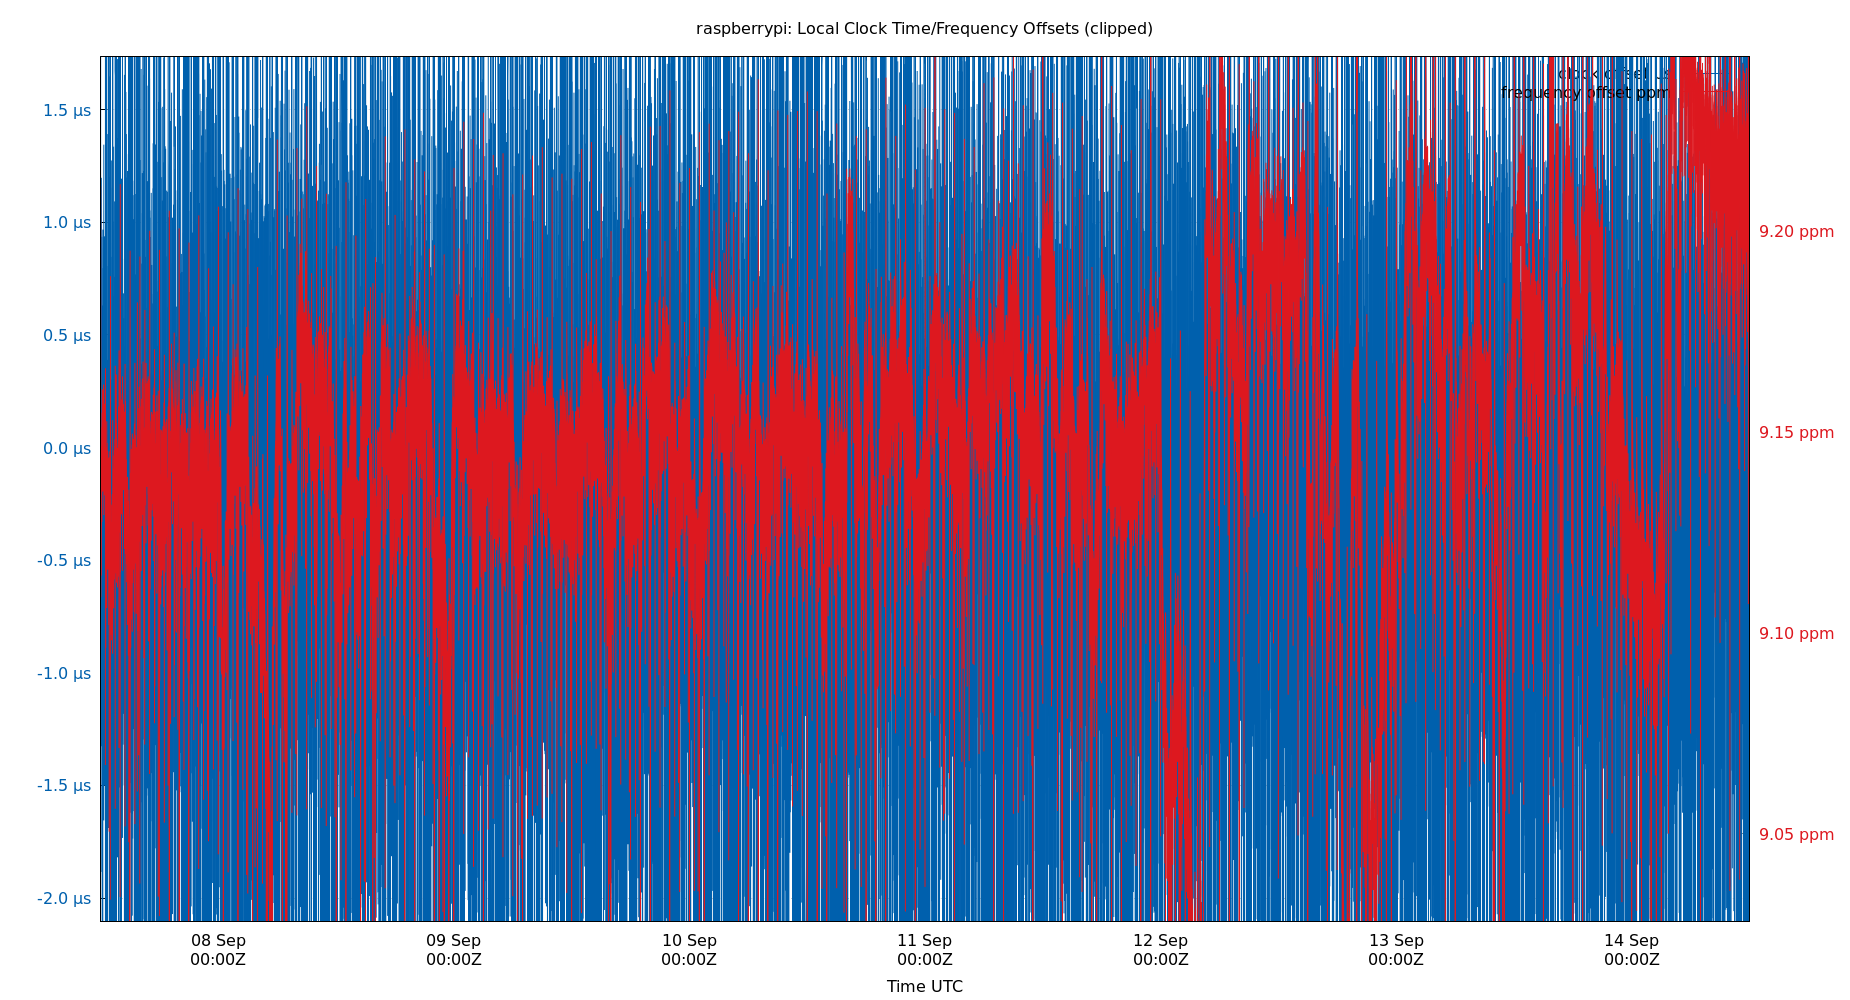 raspberrypi: Local Clock Time/Frequency Offsets (clipped)
clock offset µs
frequency offset ppm
1.5 µs
1.0 µs
0.5 µs
0.0 µs
-0.5 µs
-1.0 µs
-1.5 µs
-2.0 µs
9.20 ppm
9.15 ppm
9.10 ppm
9.05 ppm
08 Sep
00:00Z
09 Sep
00:00Z
10 Sep
00:00Z
11 Sep
00:00Z
12 Sep
00:00Z
13 Sep
00:00Z
14 Sep
00:00Z
Time UTC